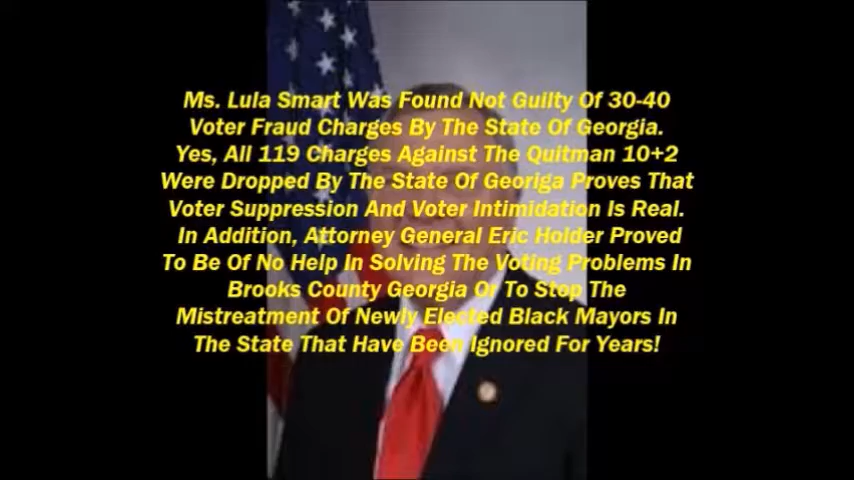 Ms. Lula Smart Was Found Not Guilty Of 30-40
Voter Fraud Charges By The State Of Georgia.
Yes, All 119 Charges Against The Quitman 10+2
Were Dropped By The State Of Georiga Proves That
Voter Suppression And Voter Intimidation Is Real.
In Addition, Attorney General Eric Holder Proved
To Be Of No Help In Solving The Voting Problems In
Brooks County Georgia Or To Stop The
Mistreatment Of Newly Elected Black Mayors In
The State That Have Been Ignored For Years!